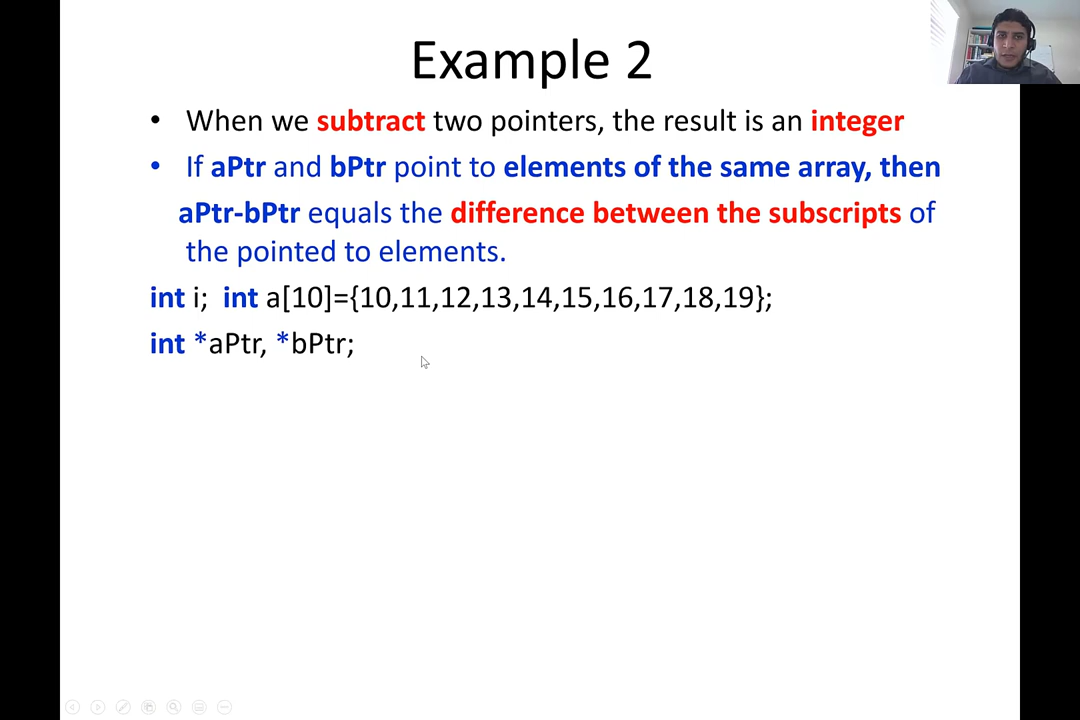 Example 2
• When we subtract two pointers, the result is an integer
• If aPtr and bPtr point to elements of the same array, then
aPtr-bPtr equals the difference between the subscripts of
the pointed to elements.
int i; int a[10]={10,11,12,13,14,15,16,17,18,19};
int *aPtr, *bPtr;